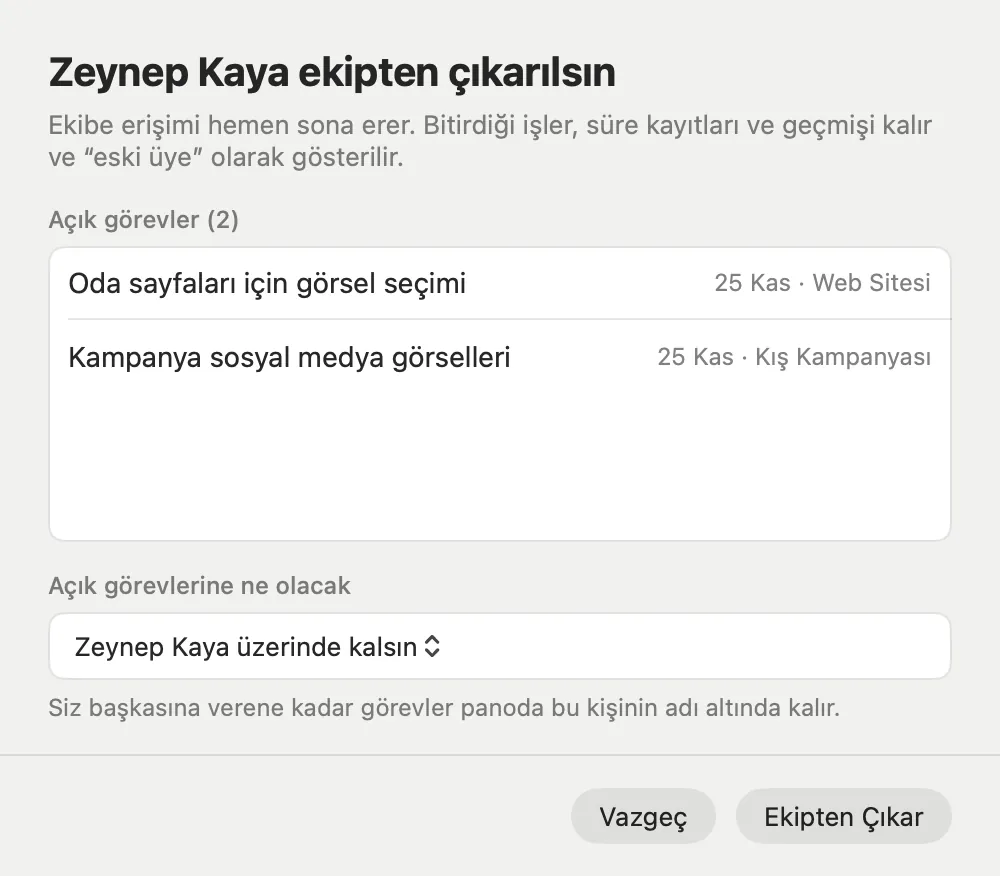 Zeynep Kaya ekipten çıkarılsın
Ekibe erişimi hemen sona erer. Bitirdiği işler, süre kayıtları ve geçmişi kalır
ve “eski üye” olarak gösterilir.
Açık görevler (2)
Oda sayfaları için görsel seçimi 25 Kas · Web Sitesi
Kampanya sosyal medya görselleri 25 Kas · Kış Kampanyası
Açık görevlerine ne olacak
Zeynep Kaya üzerinde kalsın
Siz başkasına verene kadar görevler panoda bu kişinin adı altında kalır.
Vazgeç Ekipten Çıkar